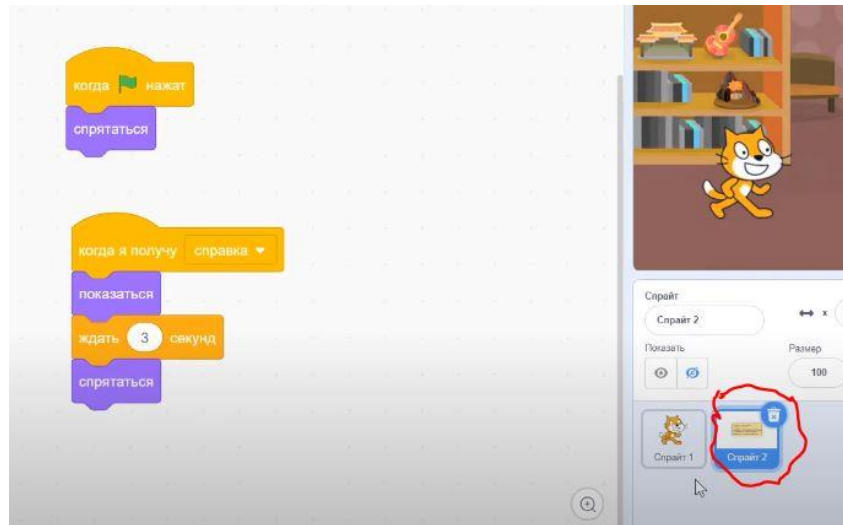 когда нажат
спрятаться
когда я получу справка
показаться
ждать 3 секунд
спрятаться
Спрайт
Спрайт 2
x
Показать
Размер
100
Спрайт 1
Спрайт 2